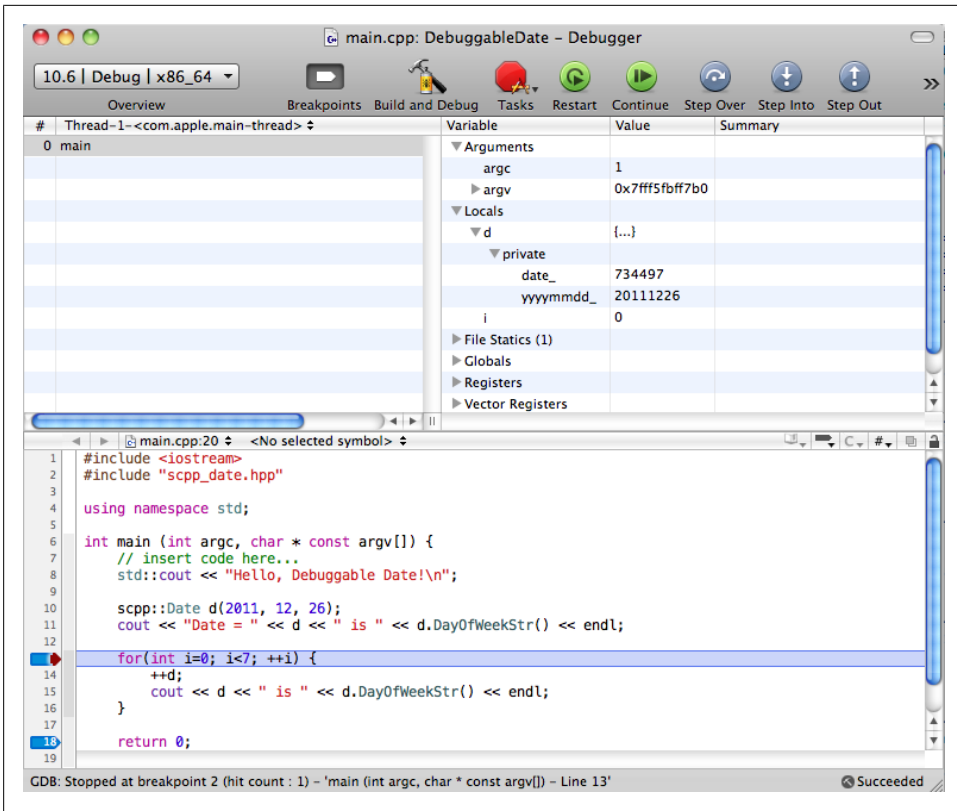 main.cpp: DebuggableDate – Debugger
10.6 | Debug | x86_64
Overview Breakpoints Build and Debug Tasks Restart Continue Step Over Step Into Step Out
# Thread-1-<com.apple.main-thread> Variable Value Summary
0 main
Arguments
argc 1
argv 0x7fff5fbff7b0
Locals
d {...}
private
date_ 734497
yyyymmdd_ 20111226
i 0
File Statics (1)
Globals
Registers
Vector Registers
main.cpp:20 <No selected symbol> C #
1 #include <iostream>
2 #include "scpp_date.hpp"
3
4 using namespace std;
5
6 int main (int argc, char * const argv[]) {
7 // insert code here...
8 std::cout << "Hello, Debuggable Date!\n";
9
10 scpp::Date d(2011, 12, 26);
11 cout << "Date = " << d << " is " << d.DayOfWeekStr() << endl;
12
for(int i=0; i<7; ++i) {
14 ++d;
15 cout << d << " is " << d.DayOfWeekStr() << endl;
16 }
17
18 return 0;
19
GDB: Stopped at breakpoint 2 (hit count : 1) – 'main (int argc, char * const argv[]) – Line 13' Succeeded